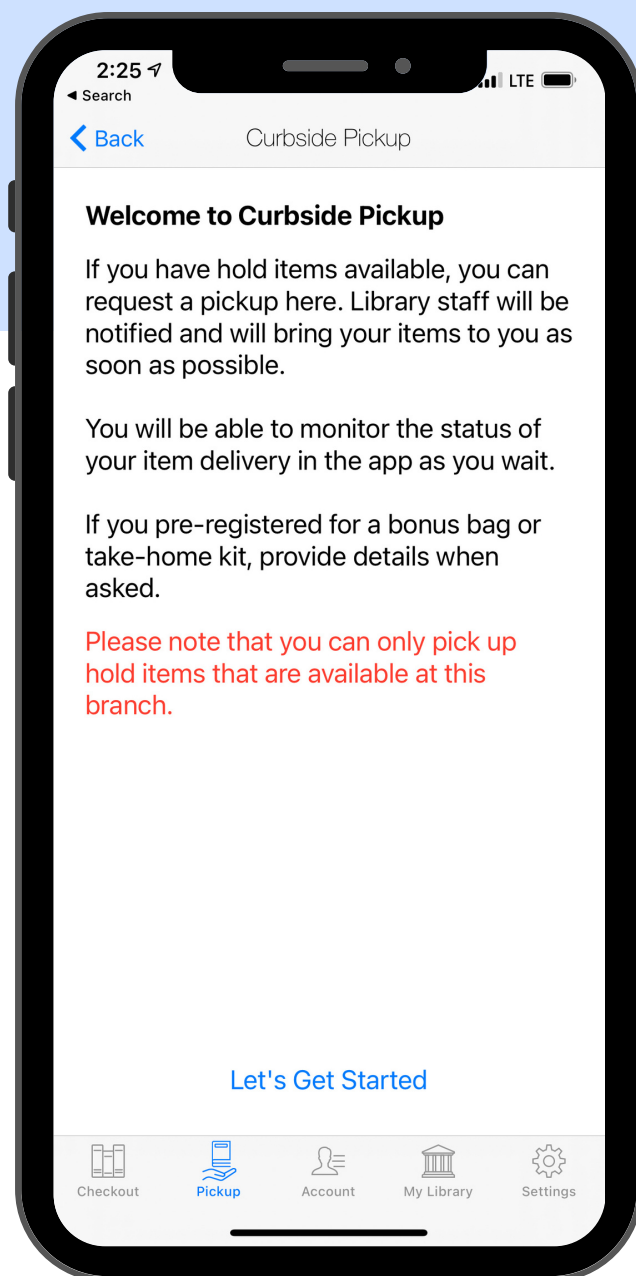 2:25
LTE
◀ Search
Back
Curbside Pickup
Welcome to Curbside Pickup
If you have hold items available, you can
request a pickup here. Library staff will be
notified and will bring your items to you as
soon as possible.
You will be able to monitor the status of
your item delivery in the app as you wait.
If you pre-registered for a bonus bag or
take-home kit, provide details when
asked.
Please note that you can only pick up
hold items that are available at this
branch.
Let's Get Started
Checkout
Pickup
Account
My Library
Settings